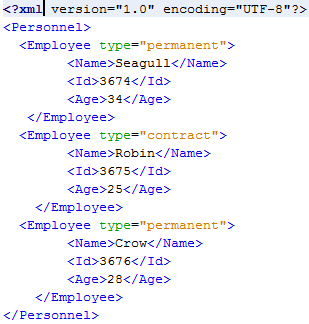 <?xml version="1.0" encoding="UTF-8"?>
<Personnel>
  <Employee type="permanent">
        <Name>Seagull</Name>
        <Id>3674</Id>
        <Age>34</Age>
   </Employee>
  <Employee type="contract">
        <Name>Robin</Name>
        <Id>3675</Id>
        <Age>25</Age>
    </Employee>
  <Employee type="permanent">
        <Name>Crow</Name>
        <Id>3676</Id>
        <Age>28</Age>
    </Employee>
</Personnel>